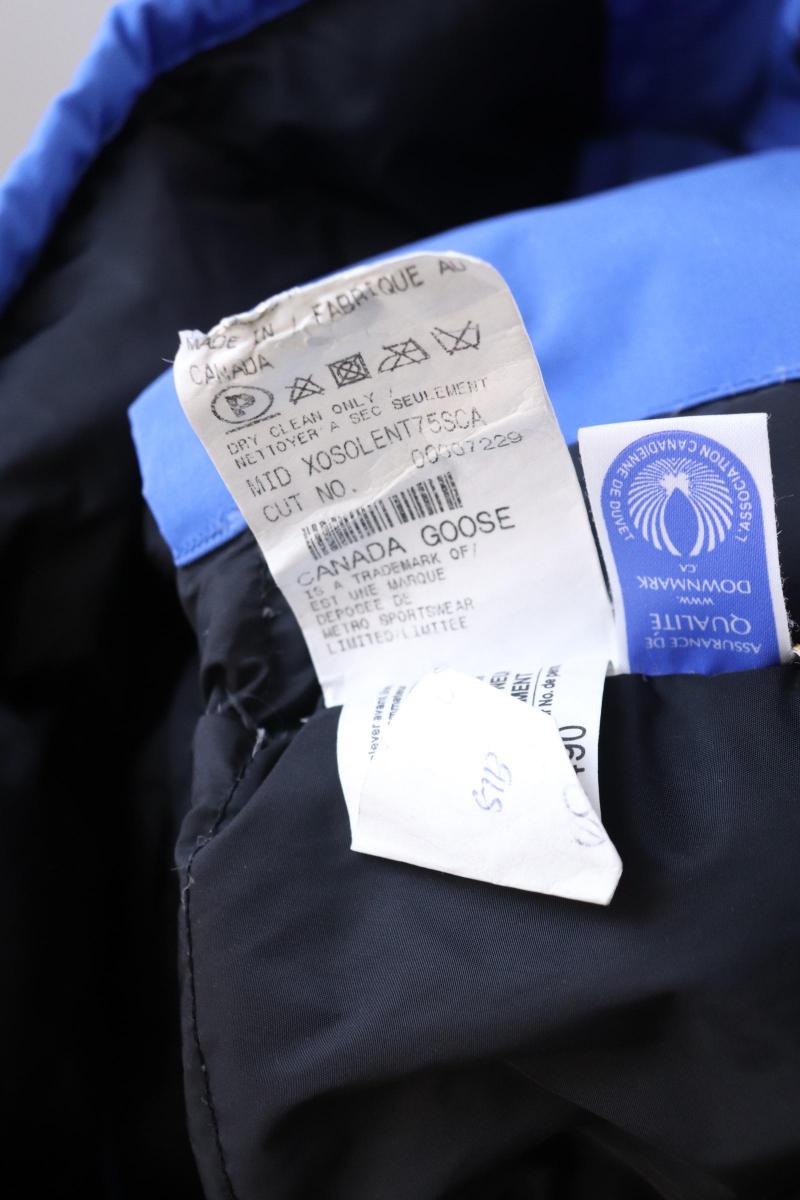 MADE IN / FABRIQUE AU
CANADA
P
DRY CLEAN ONLY /
NETTOYER A SEC SEULEMENT
MID XOSOLENT75SCA
CUT NO. 00007229
CANADA GOOSE
IS A TRADEMARK OF/
EST UNE MARQUE
DEPOSEE DE
METRO SPORTSWEAR
LIMITED/LIMITEE
L'ASSOCIATION CANADIENNE DE DUVET
WWW.
DOWNMARK
.CA
ASSURANCE DE
QUALITÉ
No. de